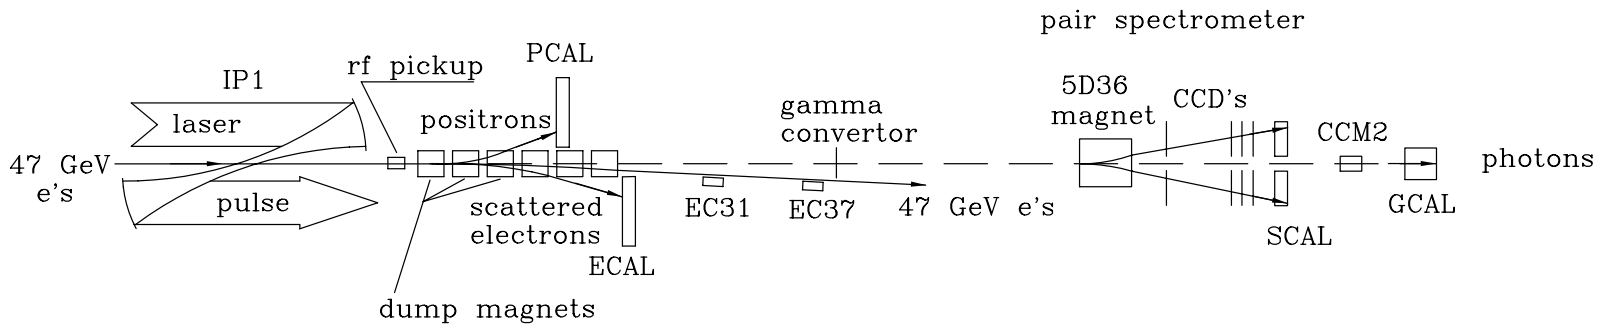 pair spectrometer
PCAL
rf pickup
IP1
5D36
magnet
CCD's
gamma
convertor
laser
positrons
CCM2
47 GeV
e's
photons
pulse
scattered
electrons
EC31
EC37
47 GeV e's
GCAL
SCAL
ECAL
dump magnets